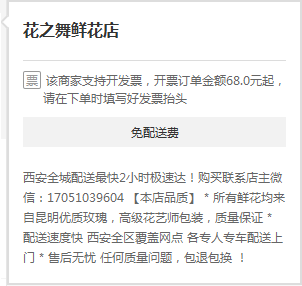 花之舞鲜花店
票 该商家支持开发票，开票订单金额68.0元起，
请在下单时填写好发票抬头
免配送费
西安全城配送最快2小时极速达！购买联系店主微
信：17051039604 【本店品质】 * 所有鲜花均来
自昆明优质玫瑰，高级花艺师包装，质量保证 *
配送速度快 西安全区覆盖网点 各专人专车配送上
门 * 售后无忧 任何质量问题，包退包换 ！